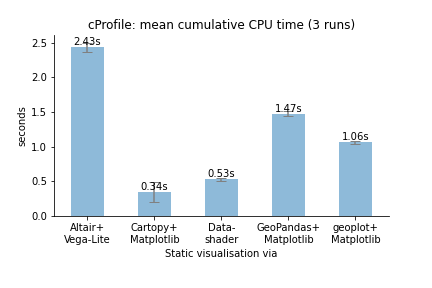 cProfile: mean cumulative CPU time (3 runs)
2.5
2.0
1.5
1.0
0.5
0.0
seconds
2.43s
0.34s
0.53s
1.47s
1.06s
Altair+
Vega-Lite
Cartopy+
Matplotlib
Data-
shader
GeoPandas+
Matplotlib
geoplot+
Matplotlib
Static visualisation via